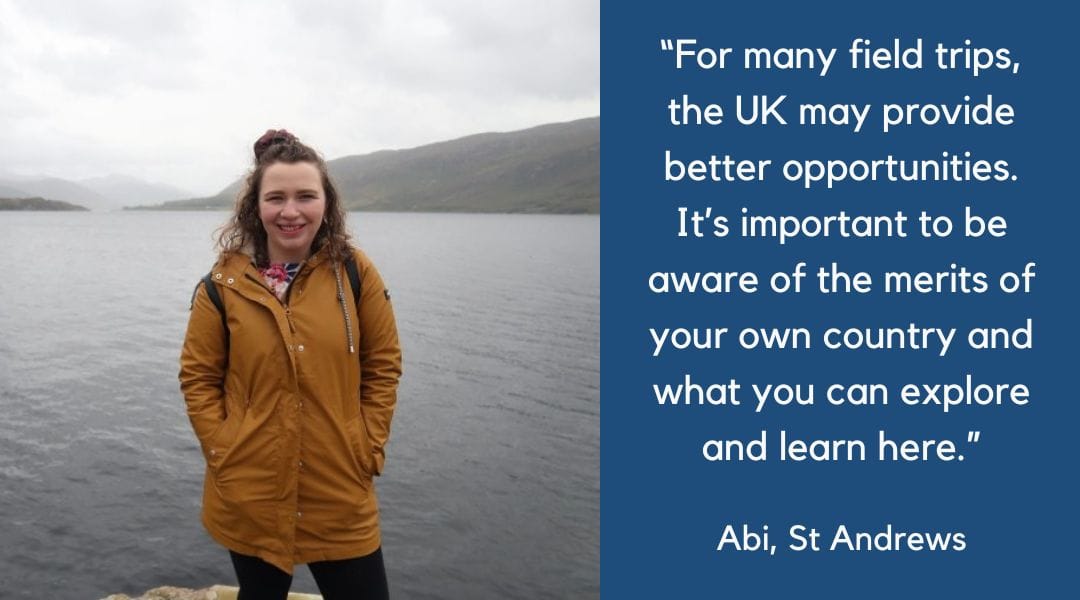 “For many field trips,
the UK may provide
better opportunities.
It’s important to be
aware of the merits of
your own country and
what you can explore
and learn here.”
Abi, St Andrews